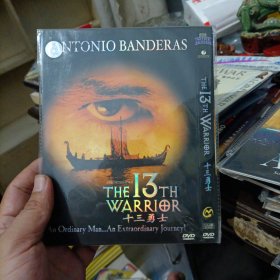 ANTONIO BANDERAS
THE 13TH
WARRIOR
十三勇士
An Ordinary Man...An Extraordinary Journey!
DVD
THE 13TH WARRIOR
十三勇士
DVD